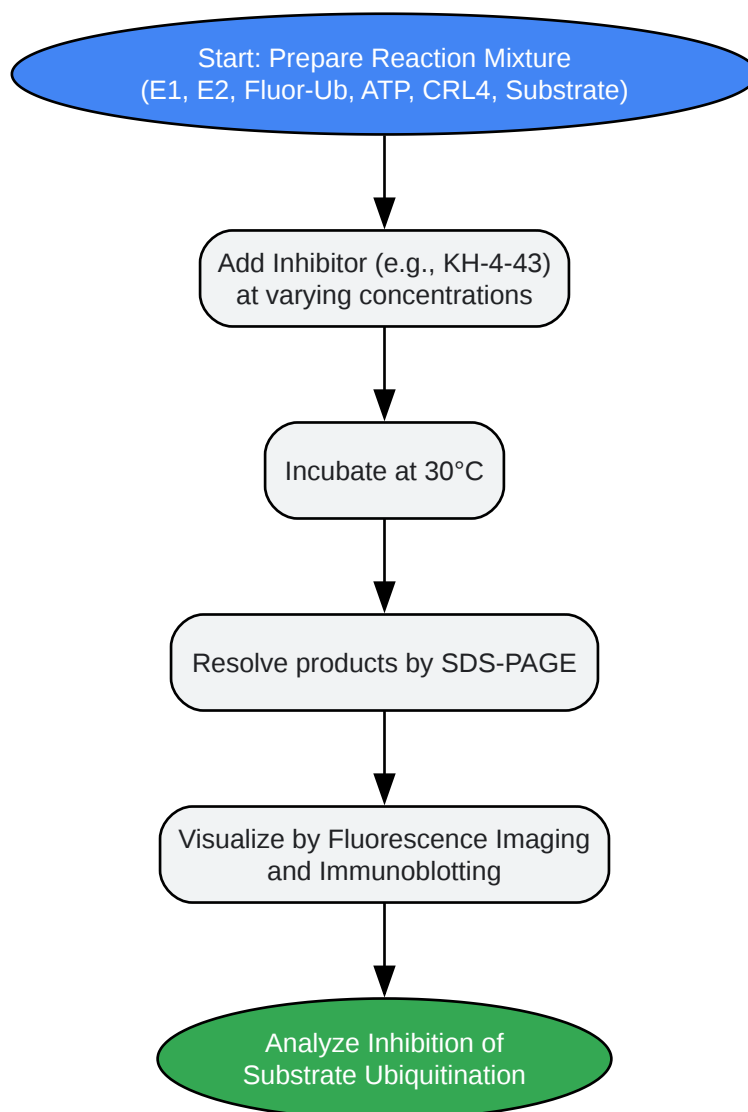 Start: Prepare Reaction Mixture
(E1, E2, Fluor-Ub, ATP, CRL4, Substrate)
Add Inhibitor (e.g., KH-4-43)
at varying concentrations
Incubate at 30°C
Resolve products by SDS-PAGE
Visualize by Fluorescence Imaging
and Immunoblotting
Analyze Inhibition of
Substrate Ubiquitination